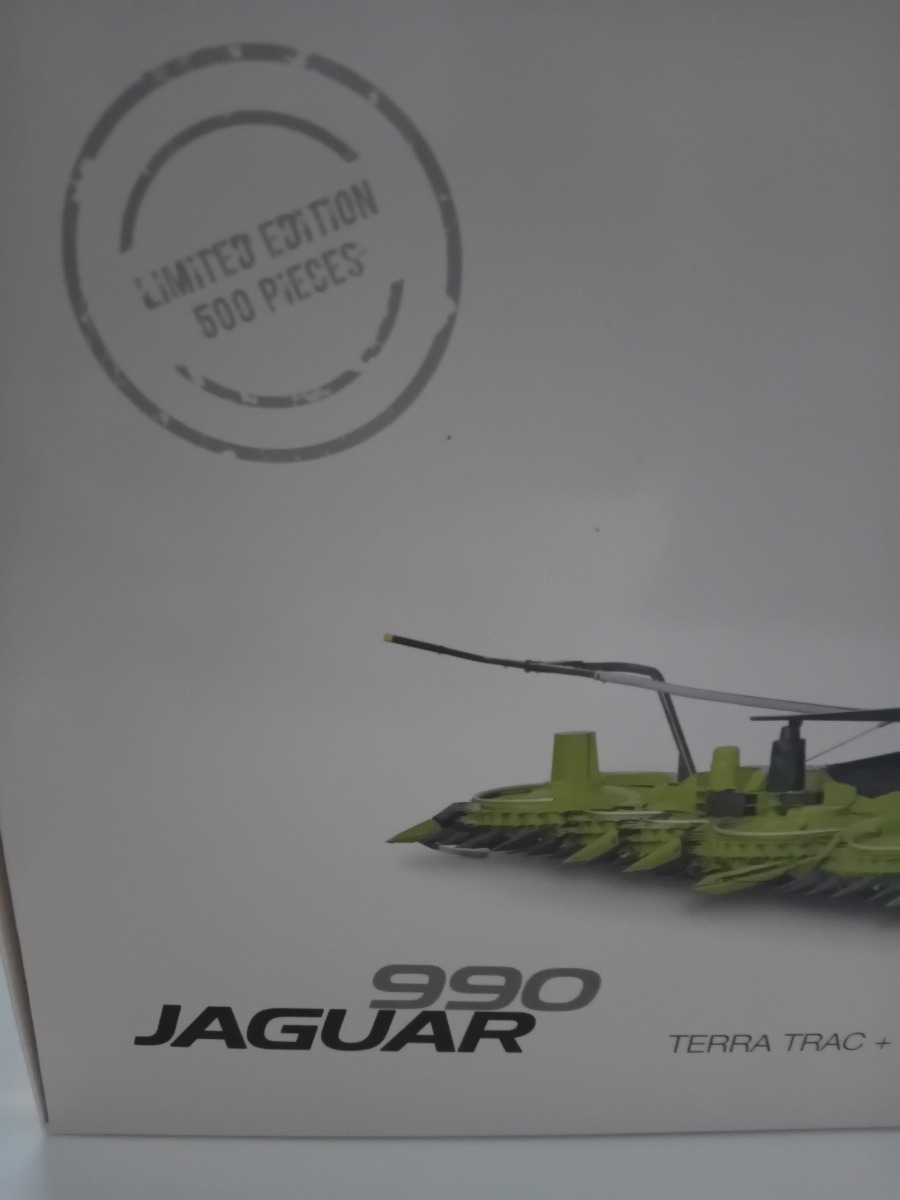 LIMITED EDITION
500 PIECES
990
JAGUAR
TERRA TRAC +